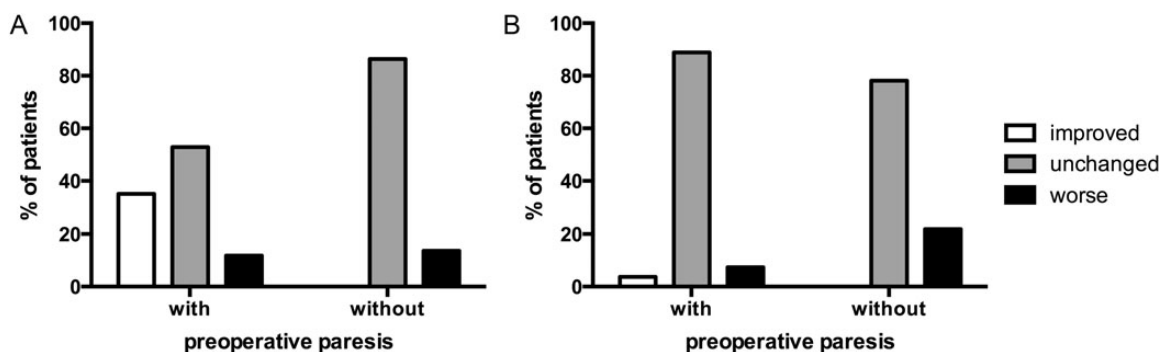 A
% of patients
100
80
60
40
20
0
with
without
preoperative paresis
B
% of patients
100
80
60
40
20
0
with
without
preoperative paresis
improved
unchanged
worse